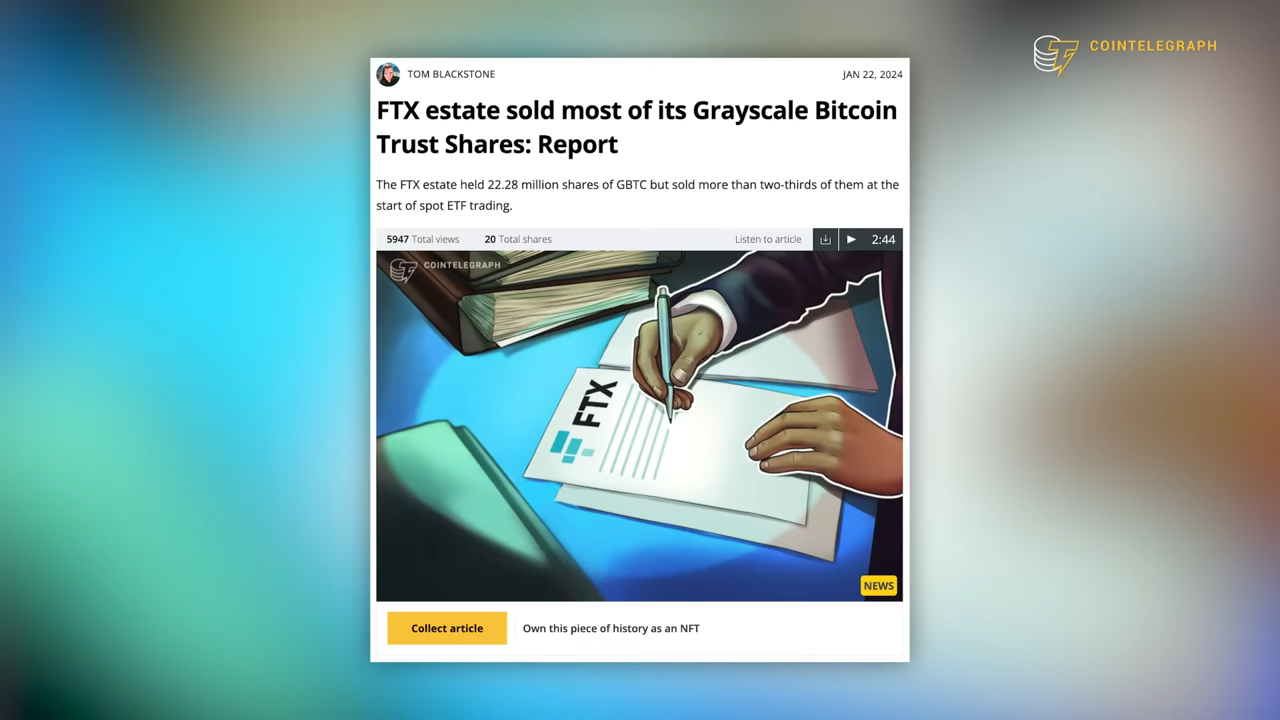 COINTELEGRAPH
TOM BLACKSTONE
JAN 22, 2024
FTX estate sold most of its Grayscale Bitcoin
Trust Shares: Report
The FTX estate held 22.28 million shares of GBTC but sold more than two-thirds of them at the
start of spot ETF trading.
5947 Total views
20 Total shares
Listen to article
2:44
COINTELEGRAPH
FTX
NEWS
Collect article
Own this piece of history as an NFT